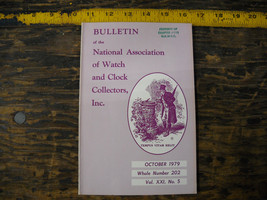 BULLETIN
of the
National Association
of Watch
and Clock
Collectors,
Inc.
OCTOBER 1979
Whole Number 202
Vol. XXI, No. 5